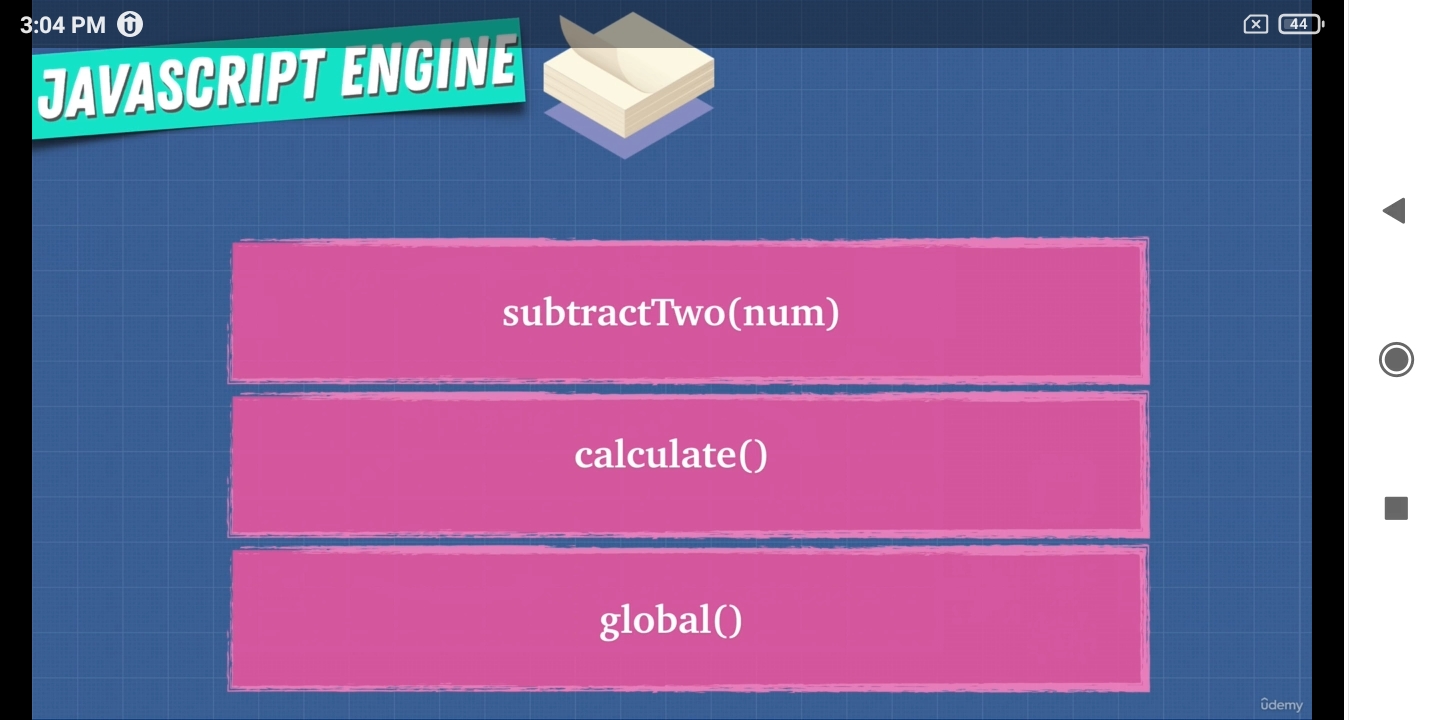 3:04 PM
44
JAVASCRIPT ENGINE
subtractTwo(num)
calculate()
global()
ûdemy